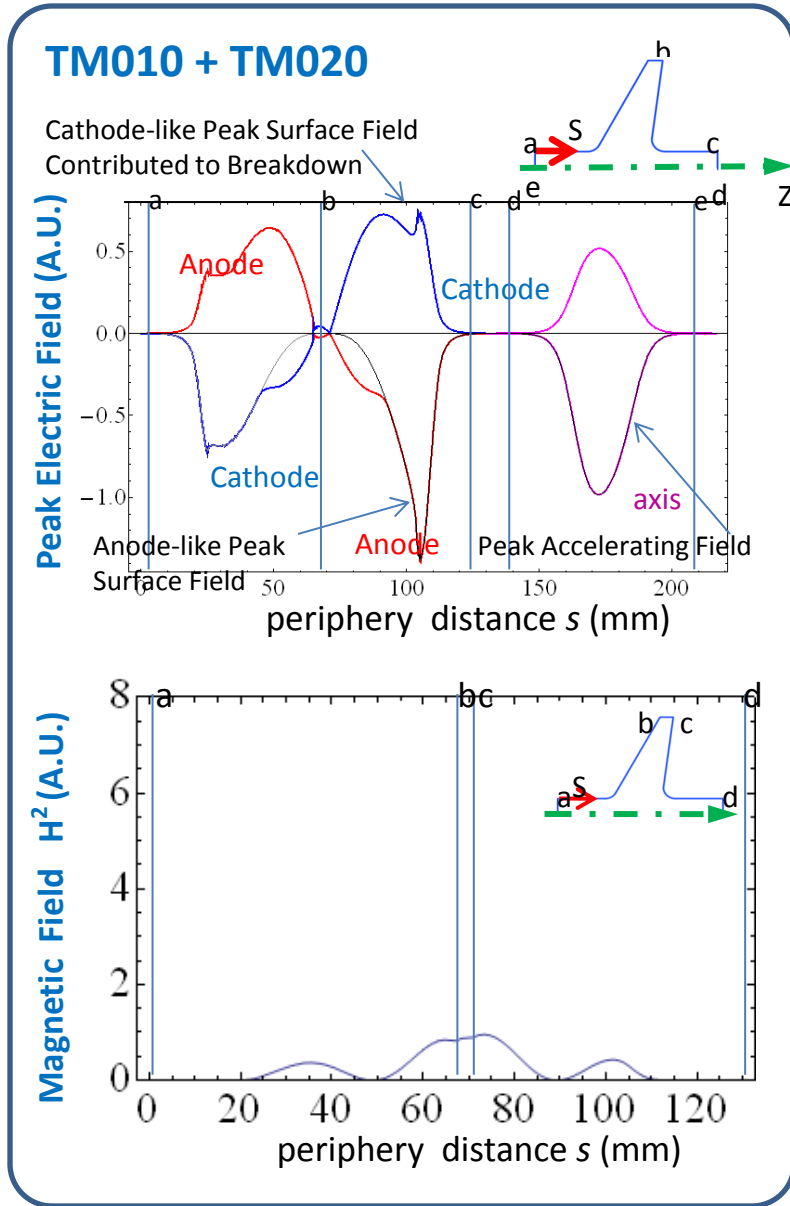 TM010 + TM020
Cathode-like Peak Surface Field
Contributed to Breakdown
b
a
S
c
e
d
Z
a
b
c
d
e
Peak Electric Field (A.U.)
0.5
0.0
−0.5
−1.0
Anode
Cathode
Cathode
Anode
axis
Anode-like Peak
Surface Field
Peak Accelerating Field
0
50
100
150
200
periphery distance s (mm)
Magnetic Field H² (A.U.)
8
6
4
2
0
a
b
c
d
b
c
a
S
d
0
20
40
60
80
100
120
periphery distance s (mm)